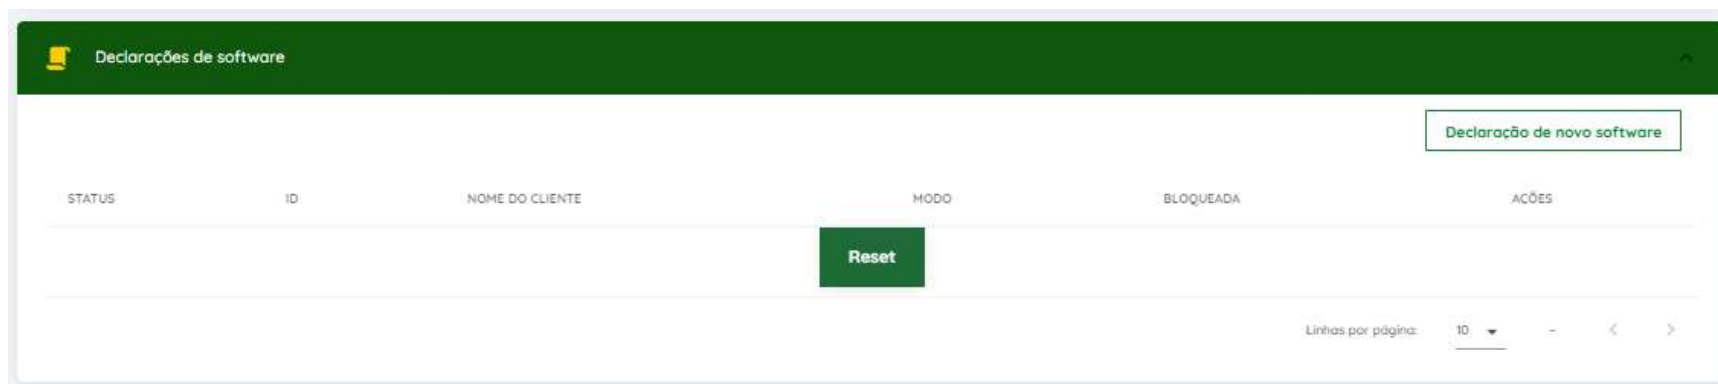 Declarações de software
Declaração de novo software
STATUS ID NOME DO CLIENTE MODO BLOQUEADA AÇÕES
Reset
Linhas por página: 10 –